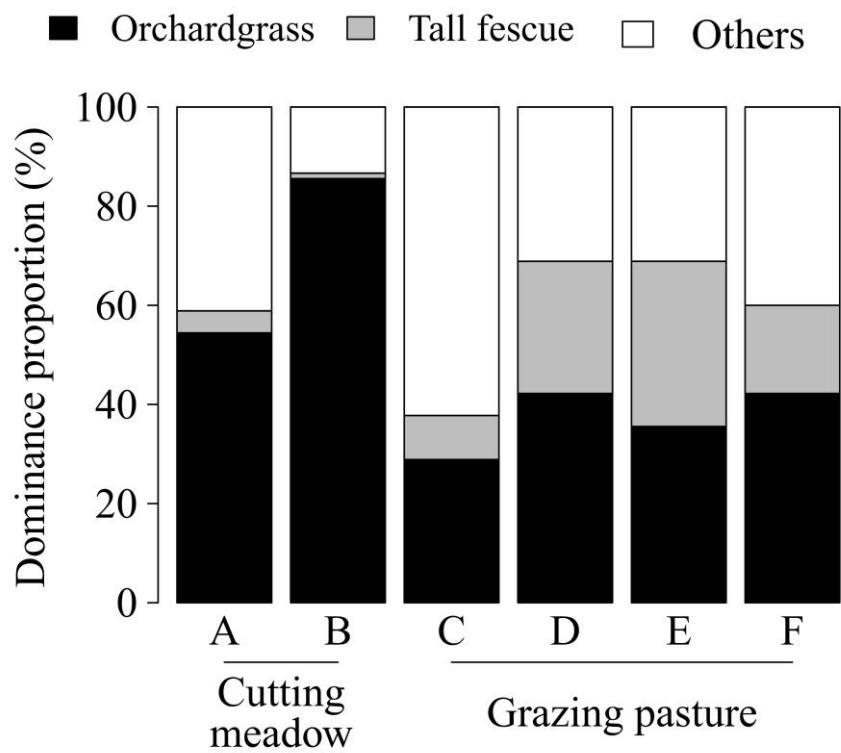 Orchardgrass Tall fescue Others
Dominance proportion (%)
100
80
60
40
20
0
A B C D E F
Cutting
meadow
Grazing pasture